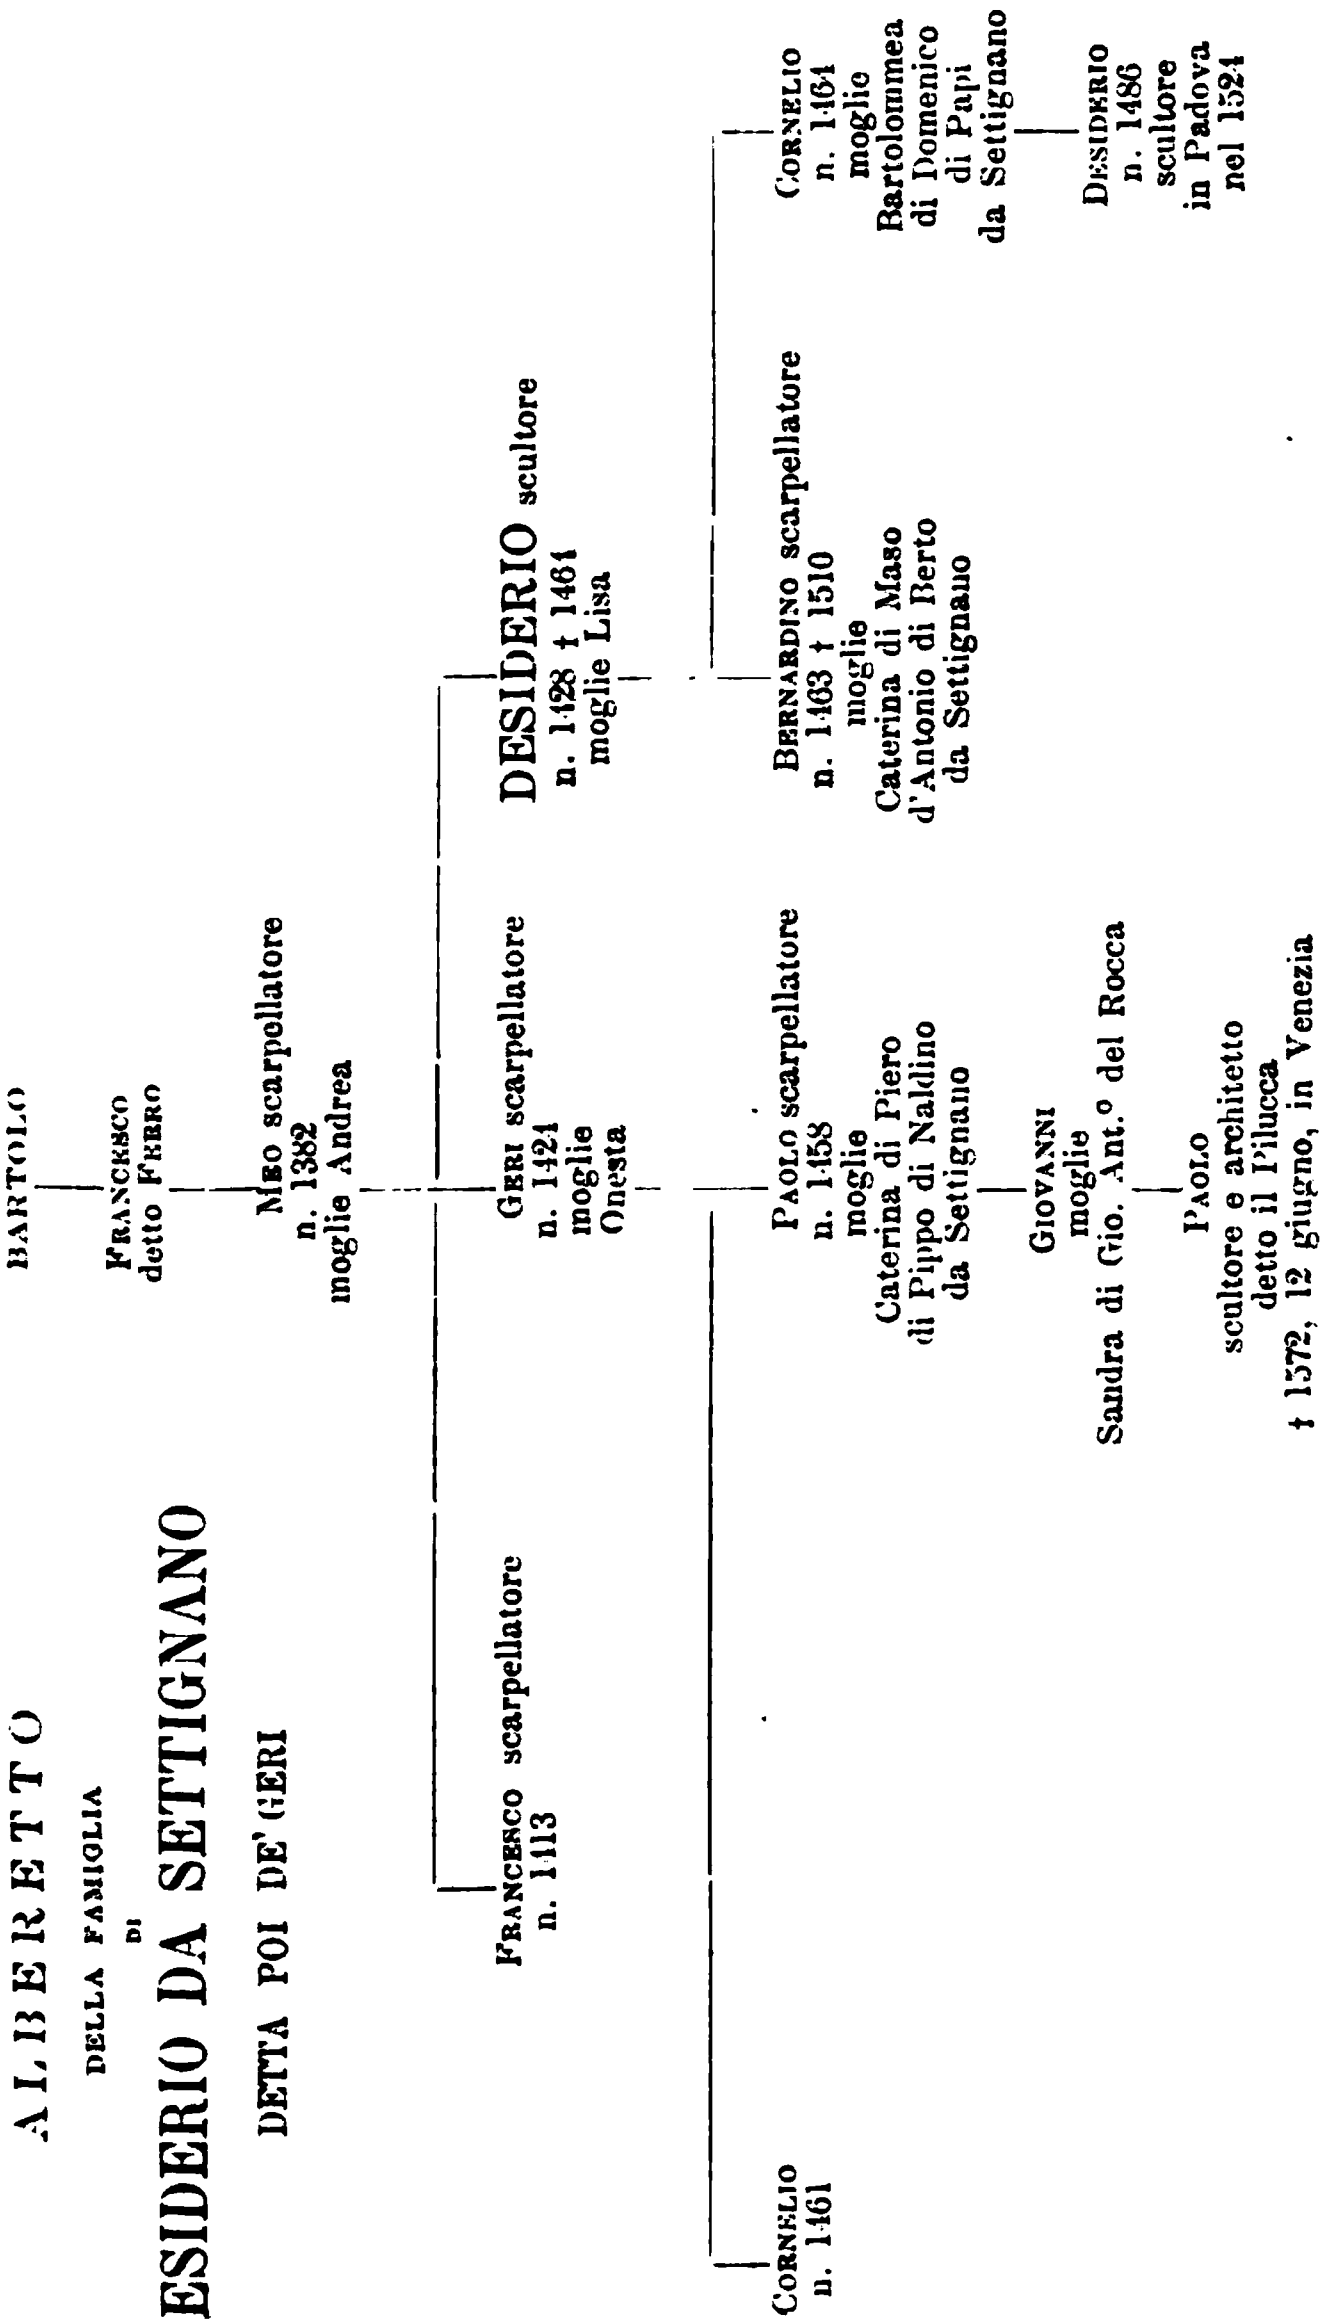 ALBERETTO
DELLA FAMIGLIA
DI
ESIDERIO DA SETTIGNANO
DETTA POI DE' GERI
BARTOLO
FRANCESCO
detto FERRO
MEO scarpellatore
n. 1382
moglie Andrea
FRANCESCO scarpellatore
n. 1413
GERI scarpellatore
n. 1424
moglie
Onesta
DESIDERIO scultore
n. 1428 † 1464
moglie Lisa
CORNELIO
n. 1461
PAOLO scarpellatore
n. 1458
moglie
Caterina di Piero
di Pippo di Naldino
da Settignano
GIOVANNI
moglie
Sandra di Gio. Ant.º del Rocca
PAOLO
scultore e architetto
detto il Pilucca
† 1572, 12 giugno, in Venezia
BERNARDINO scarpellatore
n. 1463 † 1510
moglie
Caterina di Maso
d'Antonio di Berto
da Settignano
CORNELIO
n. 1464
moglie
Bartolommea
di Domenico
di Papi
da Settignano
DESIDERIO
n. 1486
scultore
in Padova
nel 1524